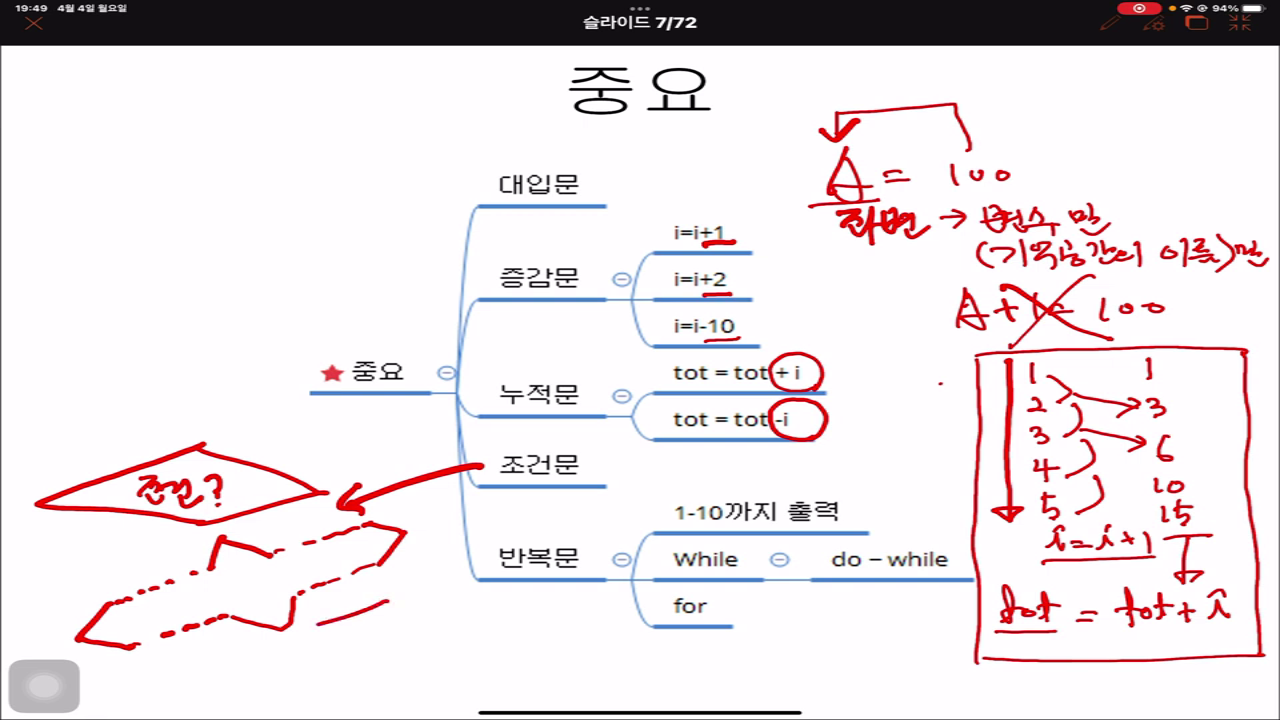 19:49 4월 4일 월요일
94%
슬라이드 7/72
중요
★ 중요
대입문
증감문
i=i+1
i=i+2
i=i-10
누적문
tot = tot + i
tot = tot -i
조건문
반복문
1-10까지 출력
While
do – while
for
조건?
A = 100
좌변 → 변수만
(기억공간의 이름)만
A+1 = 100
1 1
2 3
3 6
4 10
5 15
i=i+1
tot = tot+i